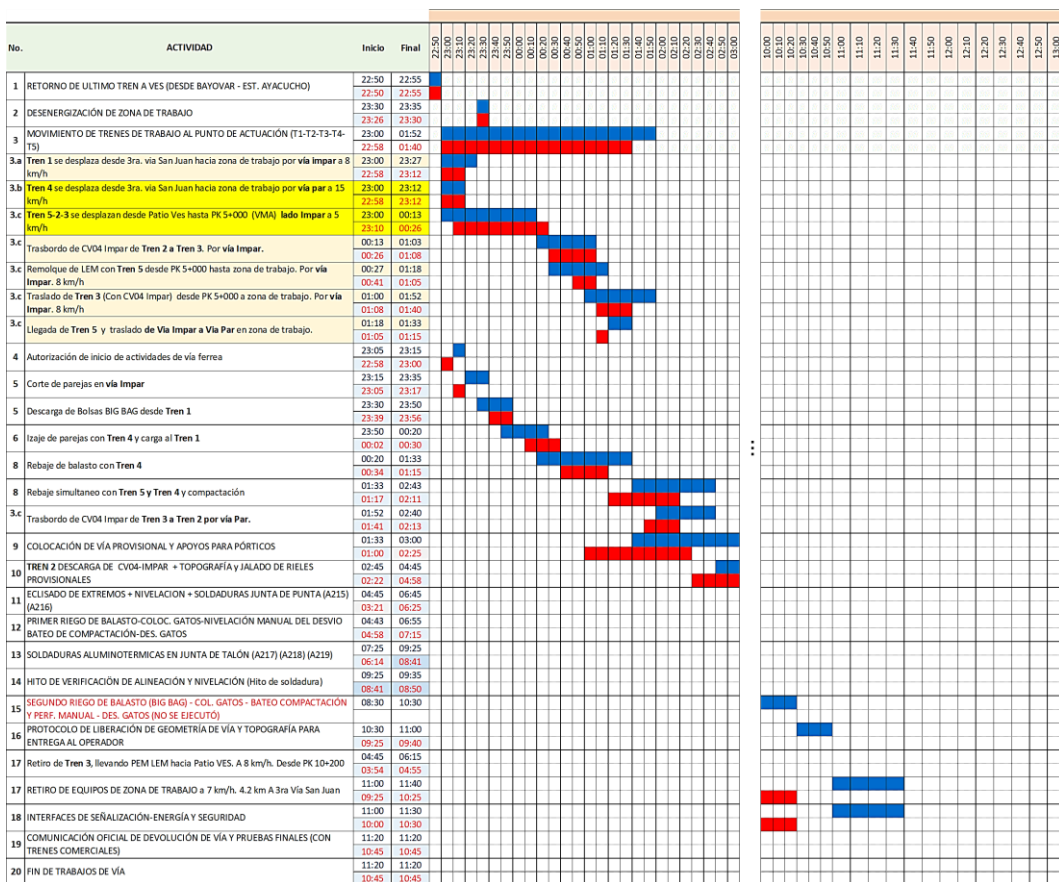 No. ACTIVIDAD Inicio Final 22:50 23:00 23:10 23:20 23:30 23:40 23:50 00:00 00:10 00:20 00:30 00:40 00:50 01:00 01:10 01:20 01:30 01:40 01:50 02:00 02:10 02:20 02:30 02:40 02:50 03:00 10:00 10:10 10:20 10:30 10:40 10:50 11:00 11:10 11:20 11:30 11:40 11:50 12:00 12:10 12:20 12:30 12:40 12:50 13:00
1 RETORNO DE ULTIMO TREN A VES (DESDE BAYOVAR - EST. AYACUCHO) 22:50 22:55
22:50 22:55
2 DESENERGIZACIÓN DE ZONA DE TRABAJO 23:30 23:35
23:26 23:30
3 MOVIMIENTO DE TRENES DE TRABAJO AL PUNTO DE ACTUACIÓN (T1-T2-T3-T4- 23:00 01:52
T5) 22:58 01:40
3.a Tren 1 se desplaza desde 3ra. via San Juan hacia zona de trabajo por vía impar a 8 23:00 23:27
km/h 22:58 23:12
3.b Tren 4 se desplaza desde 3ra. via San Juan hacia zona de trabajo por vía par a 15 23:00 23:12
km/h 22:58 23:12
3.c Tren 5-2-3 se desplazan desde Patio Ves hasta PK 5+000 (VMA) lado Impar a 5 23:00 00:13
km/h 23:10 00:26
3.c Trasbordo de CV04 Impar de Tren 2 a Tren 3. Por vía Impar. 00:13 01:03
00:26 01:08
3.c Remolque de LEM con Tren 5 desde PK 5+000 hasta zona de trabajo. Por vía 00:27 01:18
Impar. 8 km/h 00:41 01:05
3.c Traslado de Tren 3 (Con CV04 Impar) desde PK 5+000 a zona de trabajo. Por vía 01:00 01:52
Impar. 8 km/h 01:08 01:40
3.c Llegada de Tren 5 y traslado de Via Impar a Via Par en zona de trabajo. 01:18 01:33
01:05 01:15
4 Autorización de inicio de actividades de vía ferrea 23:05 23:15
22:58 23:00
5 Corte de parejas en vía Impar 23:15 23:35
23:05 23:17
5 Descarga de Bolsas BIG BAG desde Tren 1 23:30 23:50
23:39 23:56
6 Izaje de parejas con Tren 4 y carga al Tren 1 23:50 00:20
00:02 00:30
8 Rebaje de balasto con Tren 4 00:20 01:33
00:34 01:15
8 Rebaje simultaneo con Tren 5 y Tren 4 y compactación 01:33 02:43
01:17 02:11
3.c Trasbordo de CV04 Impar de Tren 3 a Tren 2 por vía Par. 01:52 02:40
01:41 02:13
9 COLOCACIÓN DE VÍA PROVISIONAL Y APOYOS PARA PÓRTICOS 01:33 03:00
01:00 02:25
10 TREN 2 DESCARGA DE CV04-IMPAR + TOPOGRAFÍA y JALADO DE RIELES 02:45 04:45
PROVISIONALES 02:22 04:58
11 ECLISADO DE EXTREMOS + NIVELACION + SOLDADURAS JUNTA DE PUNTA (A215) 04:45 06:45
(A216) 03:21 06:25
12 PRIMER RIEGO DE BALASTO-COLOC. GATOS-NIVELACIÓN MANUAL DEL DESVIO 04:43 06:55
BATEO DE COMPACTACIÓN-DES. GATOS 04:58 07:15
13 SOLDADURAS ALUMINOTERMICAS EN JUNTA DE TALÓN (A217) (A218) (A219) 07:25 09:25
06:14 08:41
14 HITO DE VERIFICACIÓN DE ALINEACIÓN Y NIVELACIÓN (Hito de soldadura) 09:25 09:35
08:41 08:50
15 SEGUNDO RIEGO DE BALASTO (BIG BAG) - COL. GATOS - BATEO COMPACTACIÓN 08:30 10:30
Y PERF. MANUAL - DES. GATOS (NO SE EJECUTÓ)
16 PROTOCOLO DE LIBERACIÓN DE GEOMETRÍA DE VÍA Y TOPOGRAFÍA PARA 10:30 11:00
ENTREGA AL OPERADOR 09:25 09:40
17 Retiro de Tren 3, llevando PEM LEM hacia Patio VES. A 8 km/h. Desde PK 10+200 04:45 06:15
03:54 04:55
17 RETIRO DE EQUIPOS DE ZONA DE TRABAJO a 7 km/h. 4.2 km A 3ra Vía San Juan 11:00 11:40
09:25 10:25
...
18 INTERFACES DE SEÑALIZACIÓN-ENERGÍA Y SEGURIDAD 11:00 11:30
10:00 10:30
19 COMUNICACIÓN OFICIAL DE DEVOLUCIÓN DE VÍA Y PRUEBAS FINALES (CON 11:20 11:20
TRENES COMERCIALES) 10:45 10:45
20 FIN DE TRABAJOS DE VÍA 11:20 11:20
10:45 10:45